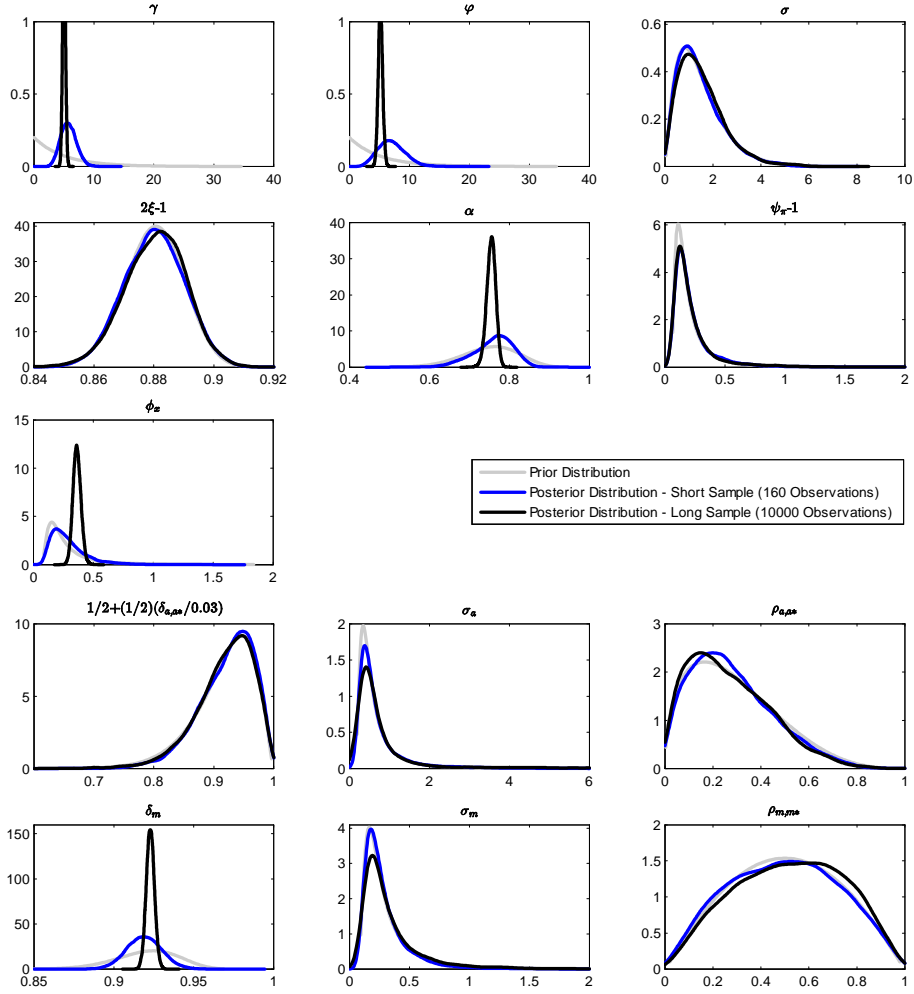 γ φ σ
1 1 0.6
0.4
0.5 0.5
0.2
0 0 0
0 10 20 30 40 0 10 20 30 40 0 2 4 6 8 10
2ξ-1 α ψπ-1
40 40 6
30 30
4
20 20
2
10 10
0 0 0
0.84 0.86 0.88 0.9 0.92 0.4 0.6 0.8 1 0 0.5 1 1.5 2
ϕx
15
10
5
0
0 0.5 1 1.5 2
Prior Distribution
Posterior Distribution - Short Sample (160 Observations)
Posterior Distribution - Long Sample (10000 Observations)
1/2+(1/2)(δa,a*/0.03) σa ρa,a*
10 2 3
1.5
2
5 1
1
0.5
0 0 0
0.7 0.8 0.9 1 0 2 4 6 0 0.2 0.4 0.6 0.8 1
δm σm ρm,m*
150 4 2
3 1.5
100
2 1
50
1 0.5
0 0 0
0.85 0.9 0.95 1 0 0.5 1 1.5 2 0 0.2 0.4 0.6 0.8 1